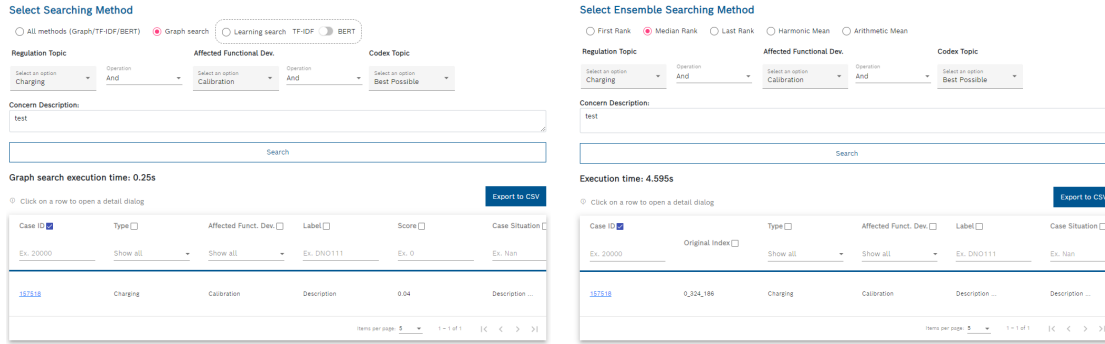 Select Searching Method
All methods (Graph/TF-IDF/BERT) Graph search Learning search TF-IDF BERT
Regulation Topic Affected Functional Dev. Codex Topic
Select an option Operation Select an option Operation Select an option
Charging And Calibration And Best Possible
Concern Description:
test
Search
Graph search execution time: 0.25s
Export to CSV
Click on a row to open a detail dialog
Case ID Type Affected Funct. Dev. Label Score Case Situation
Ex. 20000 Show all Show all Ex. DNO111 Ex. 0 Ex. Nan
157518 Charging Calibration Description 0.04 Description ...
Items per page: 5 1 – 1 of 1
Select Ensemble Searching Method
First Rank Median Rank Last Rank Harmonic Mean Arithmetic Mean
Regulation Topic Affected Functional Dev. Codex Topic
Select an option Operation Select an option Operation Select an option
Charging And Calibration And Best Possible
Concern Description:
test
Search
Execution time: 4.595s
Export to CSV
Click on a row to open a detail dialog
Case ID Original Index Type Affected Funct. Dev. Label Case Situation
Ex. 20000 Show all Show all Ex. DNO111 Ex. Nan
157518 0_324_186 Charging Calibration Description ... Description ...
Items per page: 5 1 – 1 of 1